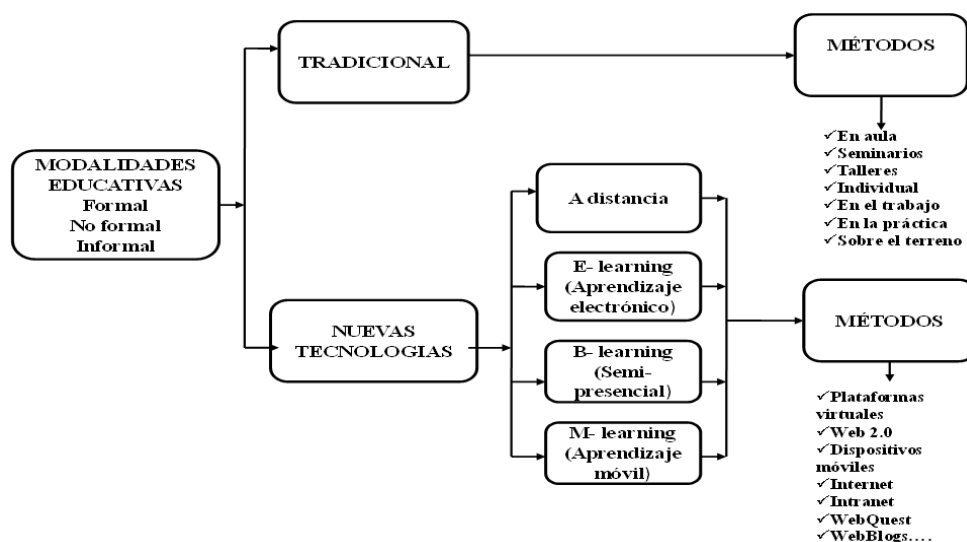 MODALIDADES
EDUCATIVAS
Formal
No formal
Informal
TRADICIONAL
MÉTODOS
✓En aula
✓Seminarios
✓Talleres
✓Individual
✓En el trabajo
✓En la práctica
✓Sobre el terreno
NUEVAS
TECNOLOGIAS
A distancia
E- learning
(Aprendizaje
electrónico)
B- learning
(Semi-
presencial)
M- learning
(Aprendizaje
móvil)
MÉTODOS
✓Plataformas
virtuales
✓Web 2.0
✓Dispositivos
móviles
✓Internet
✓Intranet
✓WebQuest
✓WebBlogs….